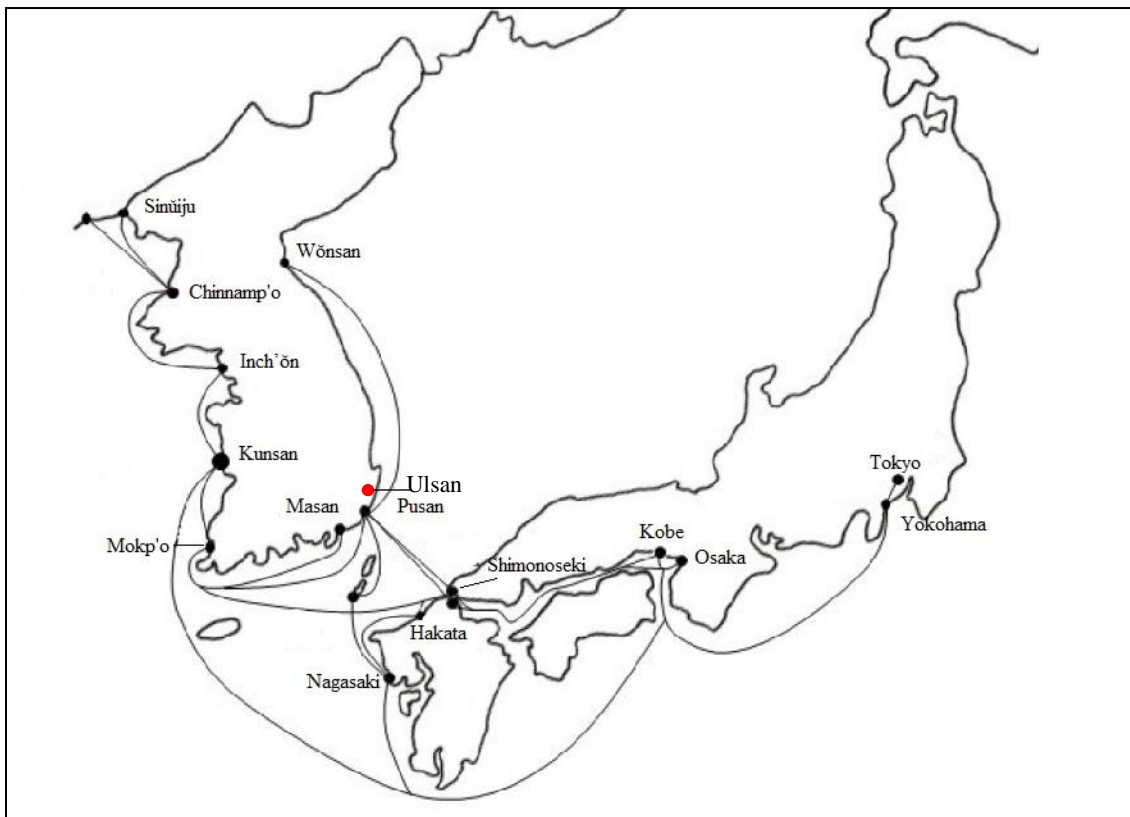 Sinŭiju
Wŏnsan
Chinnamp'o
Inch'ŏn
Kunsan
Tokyo
Ulsan
Masan
Pusan
Yokohama
Mokp'o
Kobe
Osaka
Shimonoseki
Hakata
Nagasaki